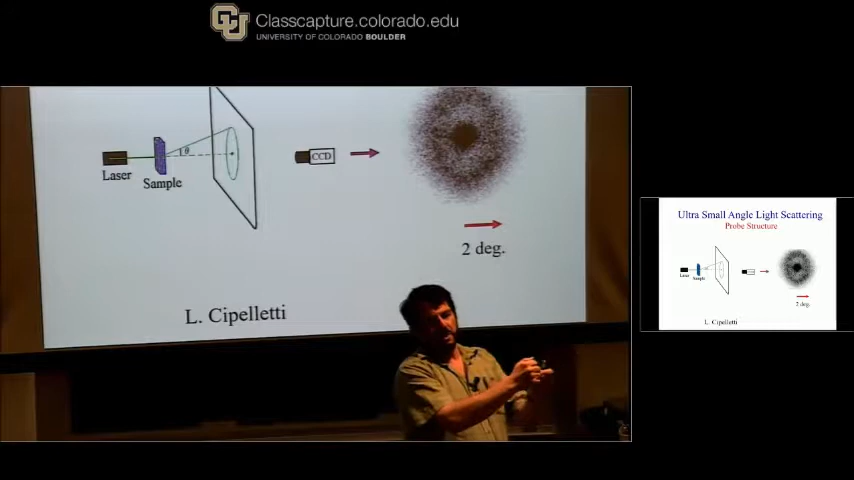 CU
Classcapture.colorado.edu
UNIVERSITY OF COLORADO BOULDER
θ
CCD
Laser
Sample
2 deg.
L. Cipelletti
Ultra Small Angle Light Scattering
Probe Structure
Laser
Sample
2 deg.
L. Cipelletti